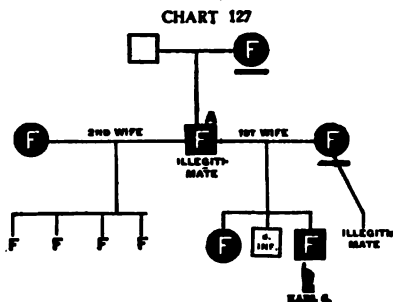 CHART 127
F
A
F 2ND WIFE F 1ST WIFE F
ILLEGITI-
MATE
F F F F
F d. INF. F
ILLEGITI-
MATE